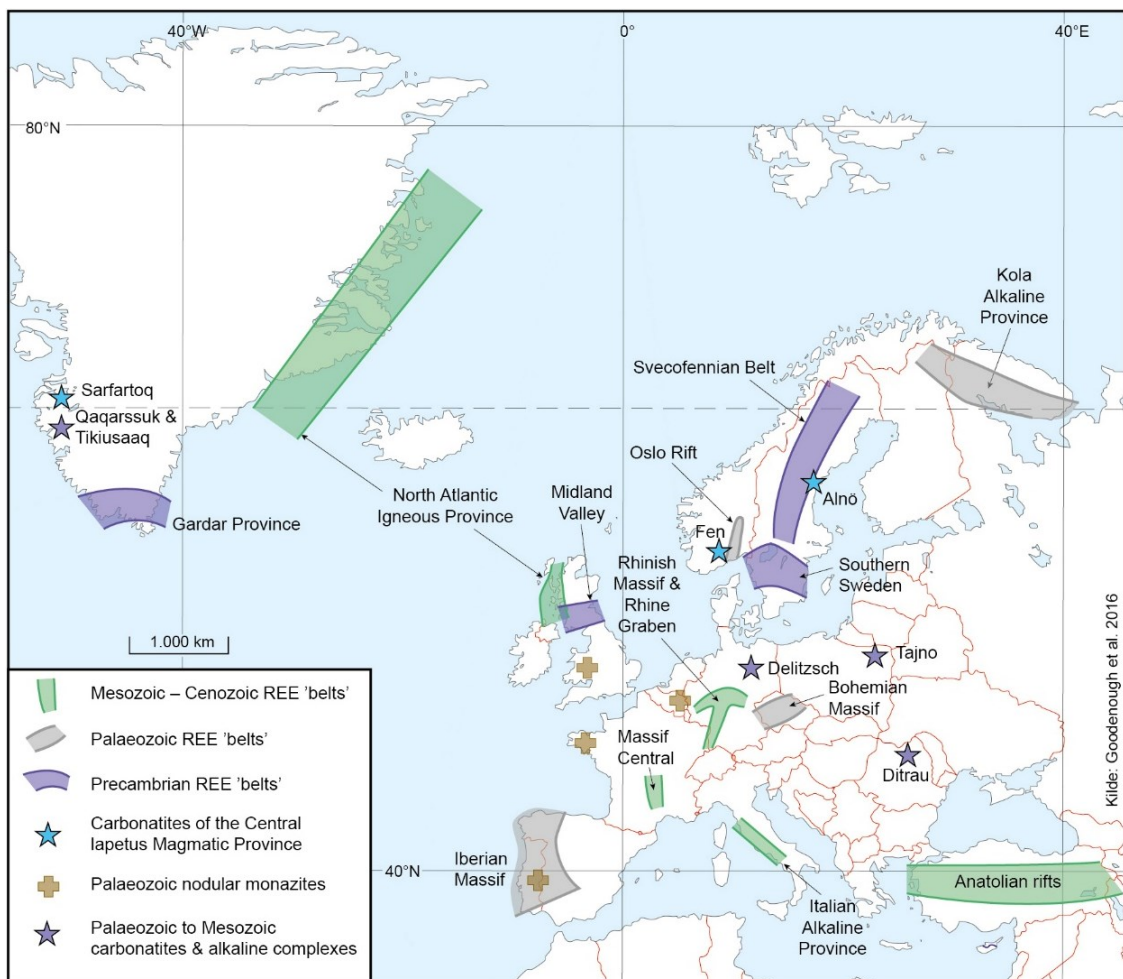 40°W
0°
40°E
80°N
Kola
Alkaline
Province
Svecofennian Belt
Sarfartoq
Qaqarssuk &
Tikiusaaq
Oslo Rift
North Atlantic
Igneous Province
Midland
Valley
Alnö
Gardar Province
Fen
Rhinish
Massif &
Rhine
Graben
Southern
Sweden
1.000 km
Delitzsch
Tajno
Bohemian
Massif
Massif
Central
Ditrau
Iberian
Massif
40°N
Anatolian rifts
Italian
Alkaline
Province
Kilde: Goodenough et al. 2016
Mesozoic – Cenozoic REE 'belts'
Palaeozoic REE 'belts'
Precambrian REE 'belts'
Carbonatites of the Central
Iapetus Magmatic Province
Palaeozoic nodular monazites
Palaeozoic to Mesozoic
carbonatites & alkaline complexes